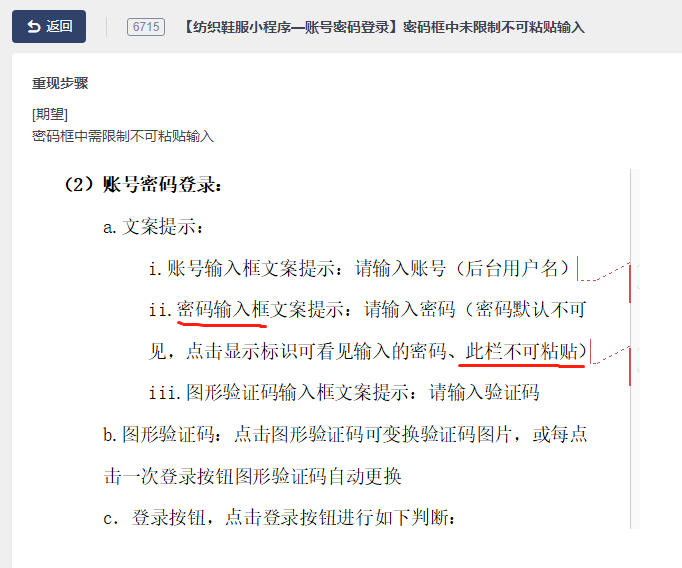 返回 6715 【纺织鞋服小程序—账号密码登录】密码框中未限制不可粘贴输入
重现步骤
[期望]
密码框中需限制不可粘贴输入
（2）账号密码登录：
a.文案提示：
i.账号输入框文案提示：请输入账号（后台用户名）
ii.密码输入框文案提示：请输入密码（密码默认不可
见，点击显示标识可看见输入的密码、此栏不可粘贴）
iii.图形验证码输入框文案提示：请输入验证码
b.图形验证码：点击图形验证码可变换验证码图片，或每点
击一次登录按钮图形验证码自动更换
c．登录按钮，点击登录按钮进行如下判断：